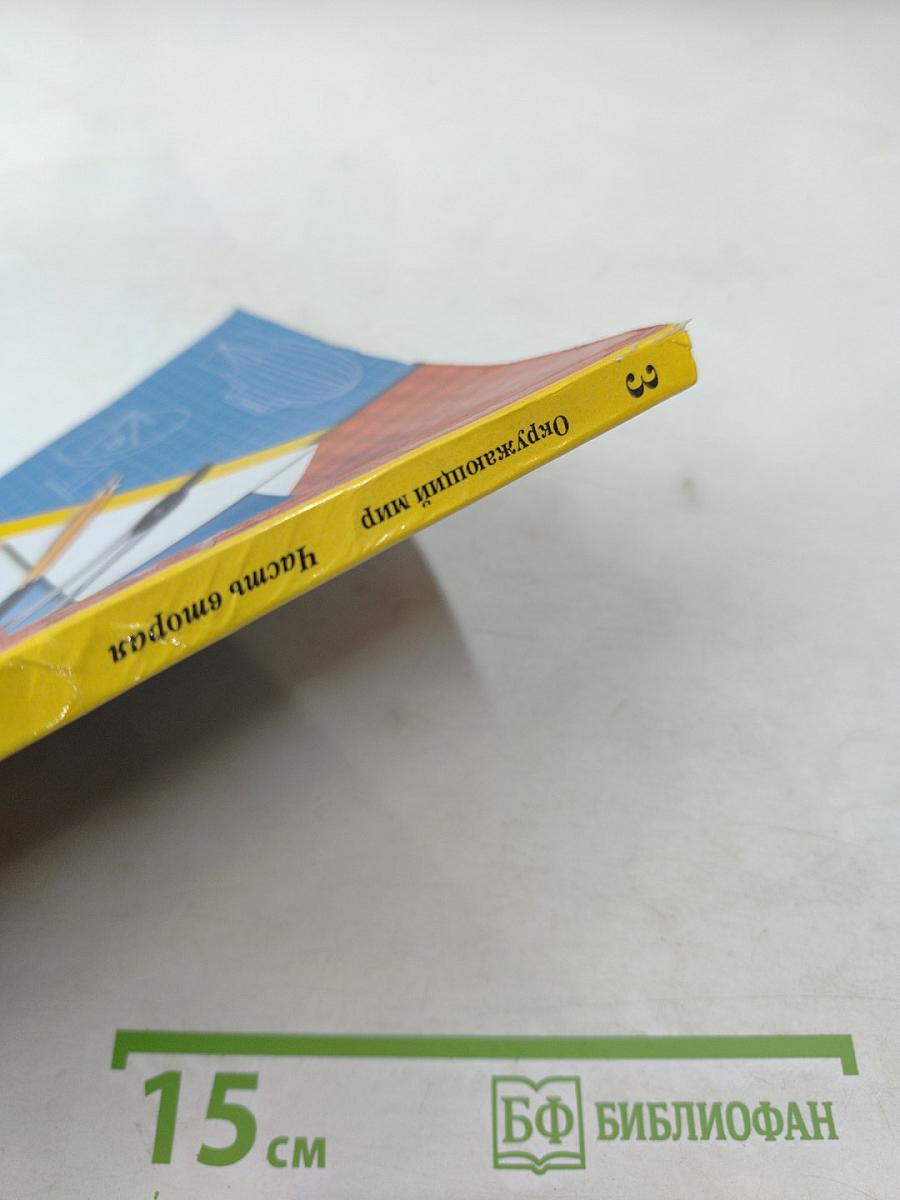 3
Окружающий мир
Часть вторая
15 см
БФ БИБЛИОФАН